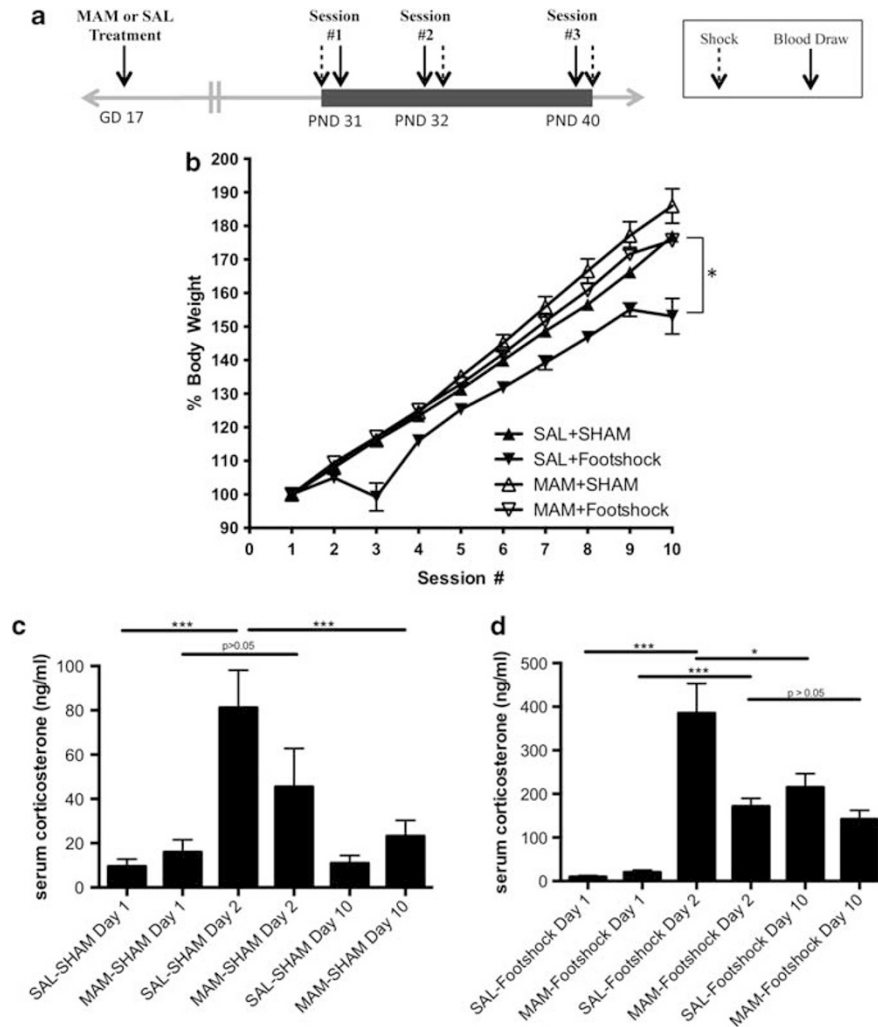 a
MAM or SAL
Treatment
Session
#1
Session
#2
Session
#3
Shock
Blood Draw
GD 17
PND 31
PND 32
PND 40
b
200
190
180
170
160
150
140
130
120
110
100
90
% Body Weight
*
SAL+SHAM
SAL+Footshock
MAM+SHAM
MAM+Footshock
0
1
2
3
4
5
6
7
8
9
10
Session #
c
***
***
p>0.05
100
80
60
40
20
0
serum corticosterone (ng/ml)
SAL-SHAM Day 1
MAM-SHAM Day 1
SAL-SHAM Day 2
MAM-SHAM Day 2
SAL-SHAM Day 10
MAM-SHAM Day 10
d
***
*
***
p > 0.05
500
400
300
200
100
0
serum corticosterone (ng/ml)
SAL-Footshock Day 1
MAM-Footshock Day 1
SAL-Footshock Day 2
MAM-Footshock Day 2
SAL-Footshock Day 10
MAM-Footshock Day 10